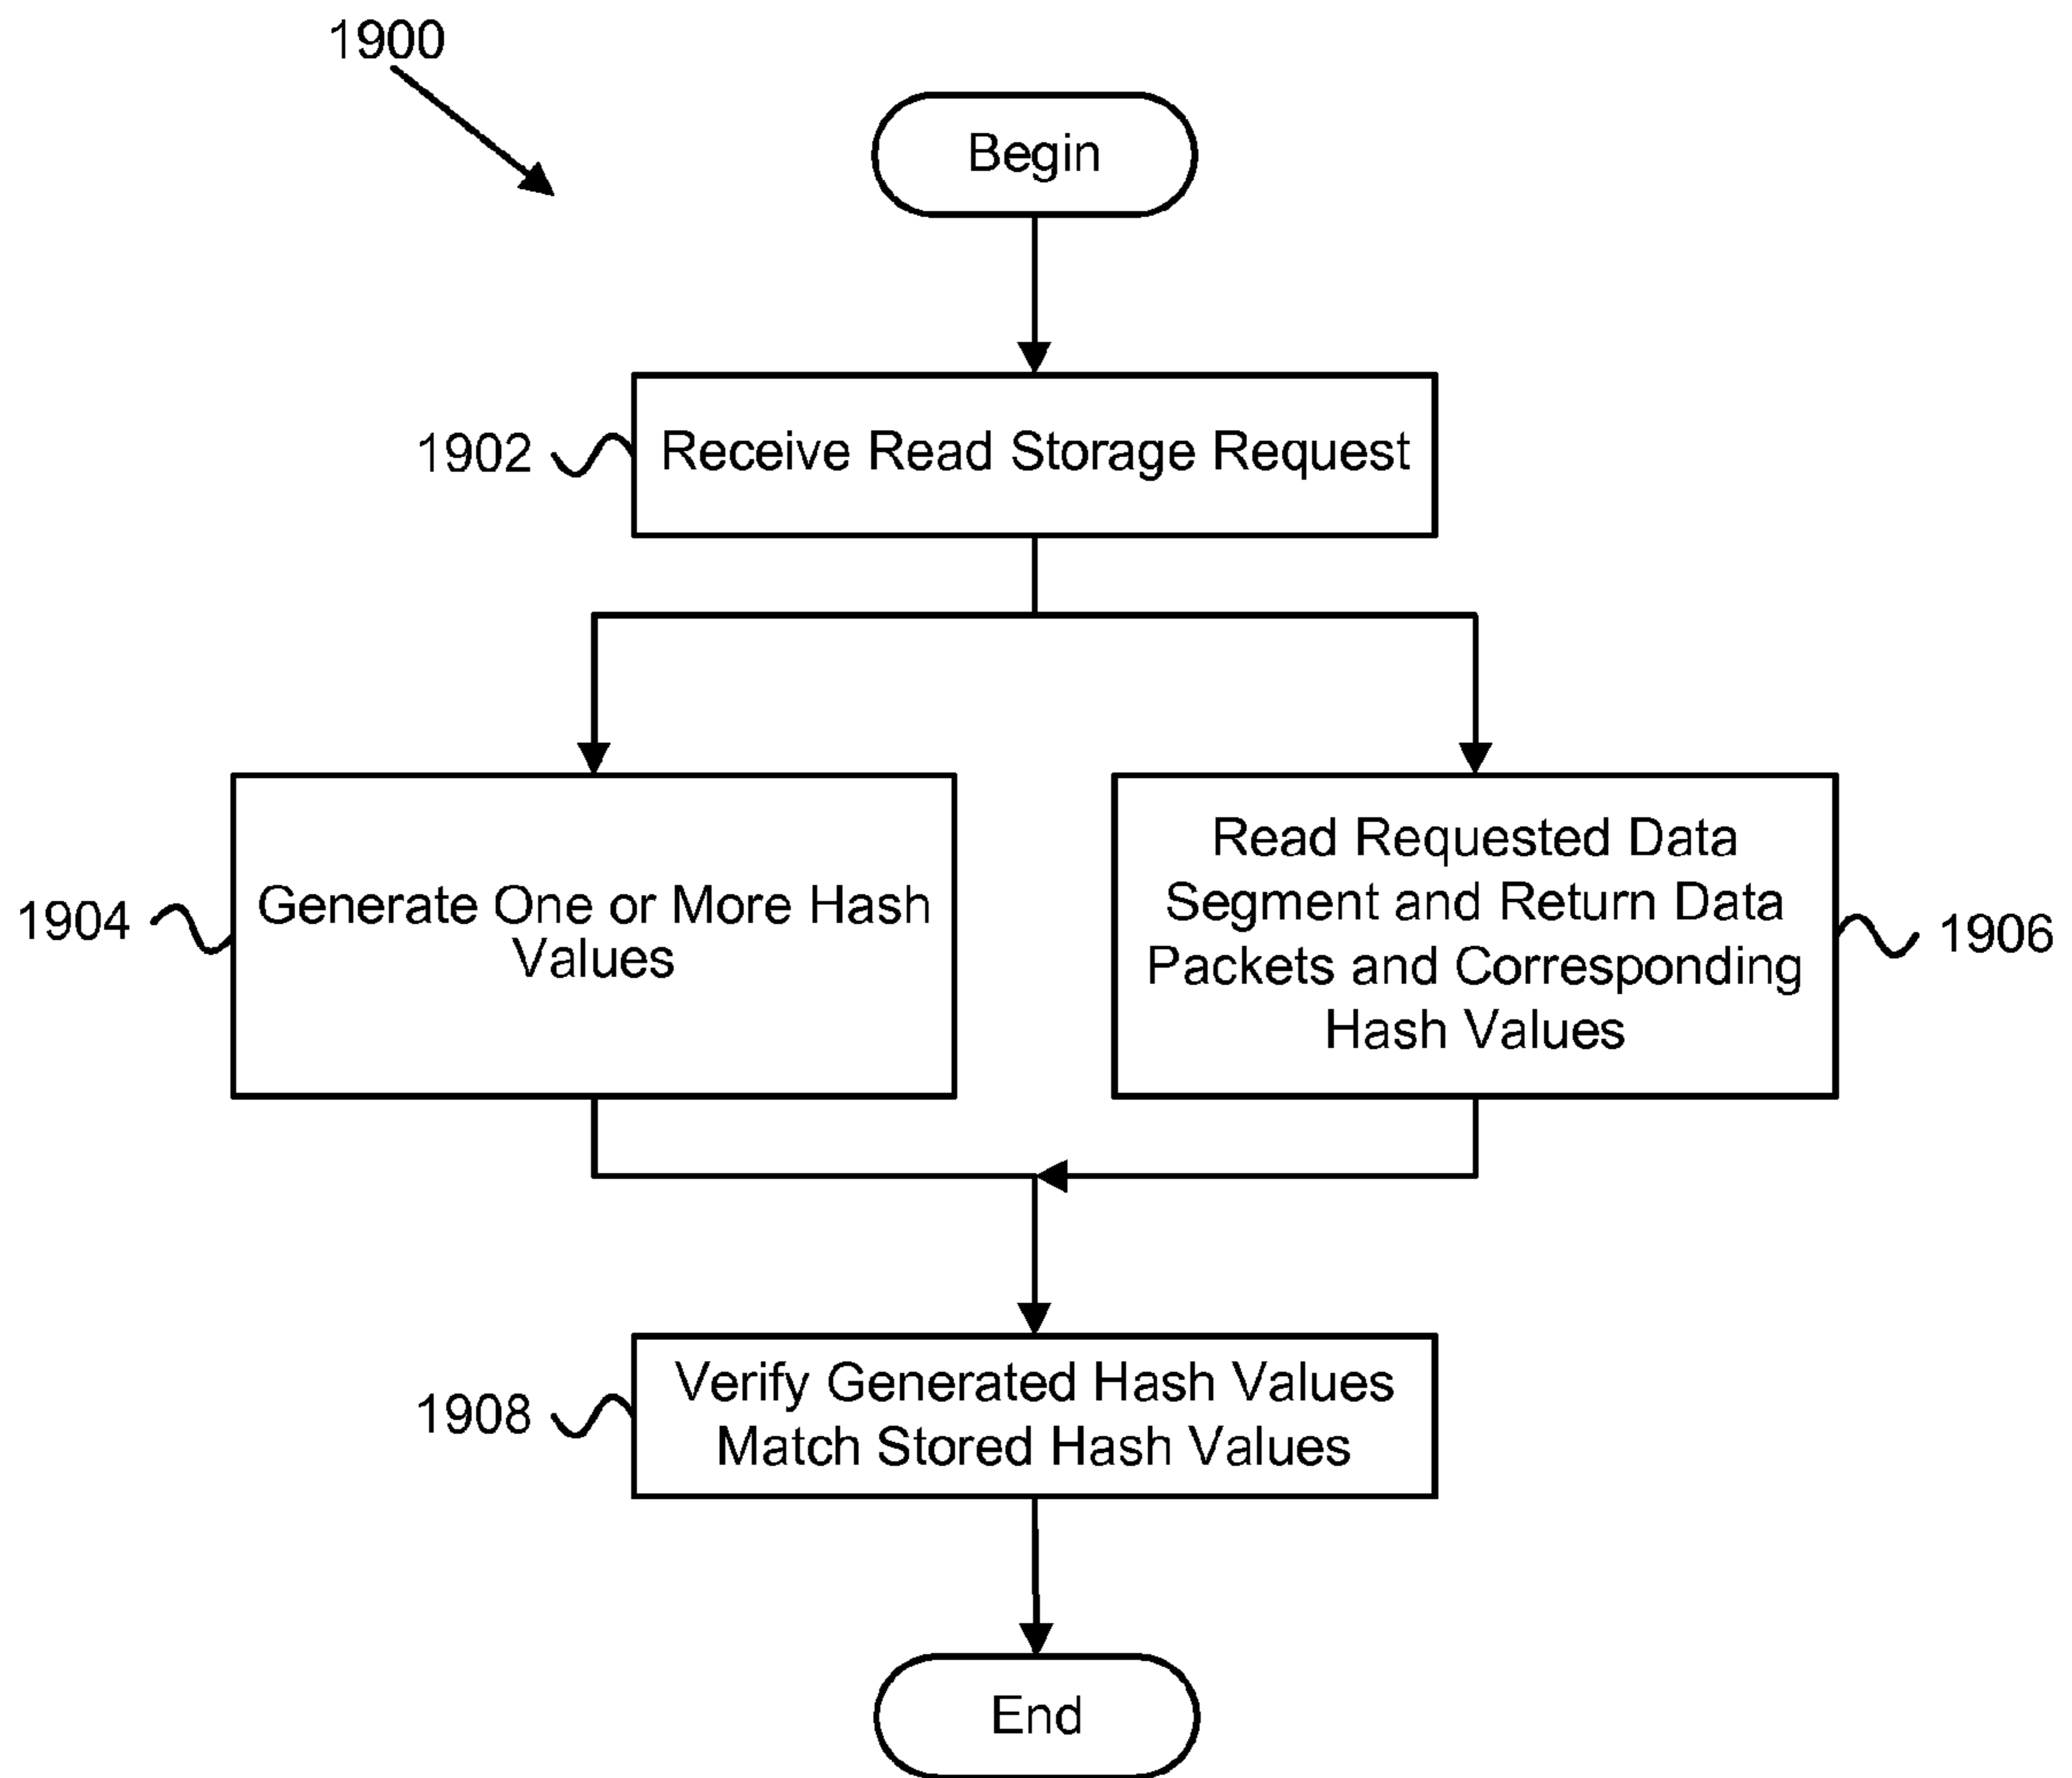 1900
Begin
1902
Receive Read Storage Request
1904
Generate One or More Hash
Values
Read Requested Data
Segment and Return Data
Packets and Corresponding
Hash Values
1906
1908
Verify Generated Hash Values
Match Stored Hash Values
End